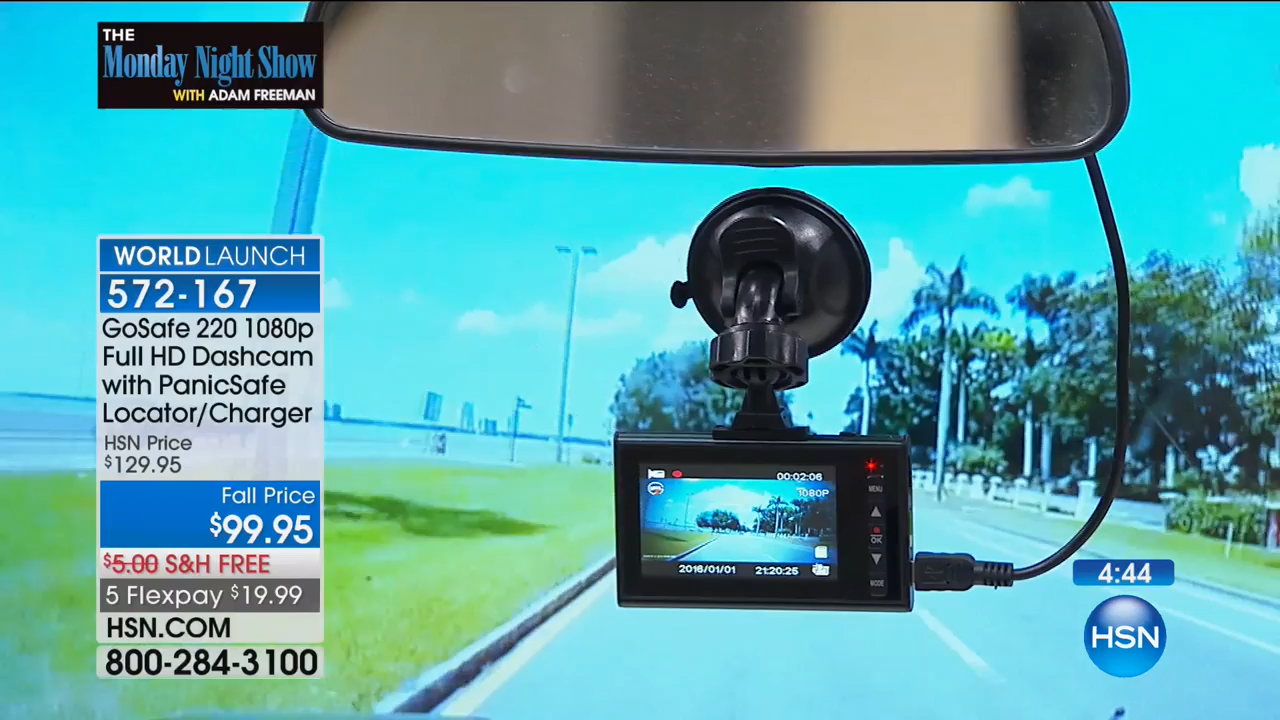 THE
Monday Night Show
WITH ADAM FREEMAN
WORLD LAUNCH
572-167
GoSafe 220 1080p
Full HD Dashcam
with PanicSafe
Locator/Charger
HSN Price
$129.95
Fall Price
$99.95
$5.00 S&H FREE
5 Flexpay $19.99
HSN.COM
800-284-3100
00:02:06
1080P
2016/01/01 21:20:25
MENU
OK
MODE
4:44
HSN